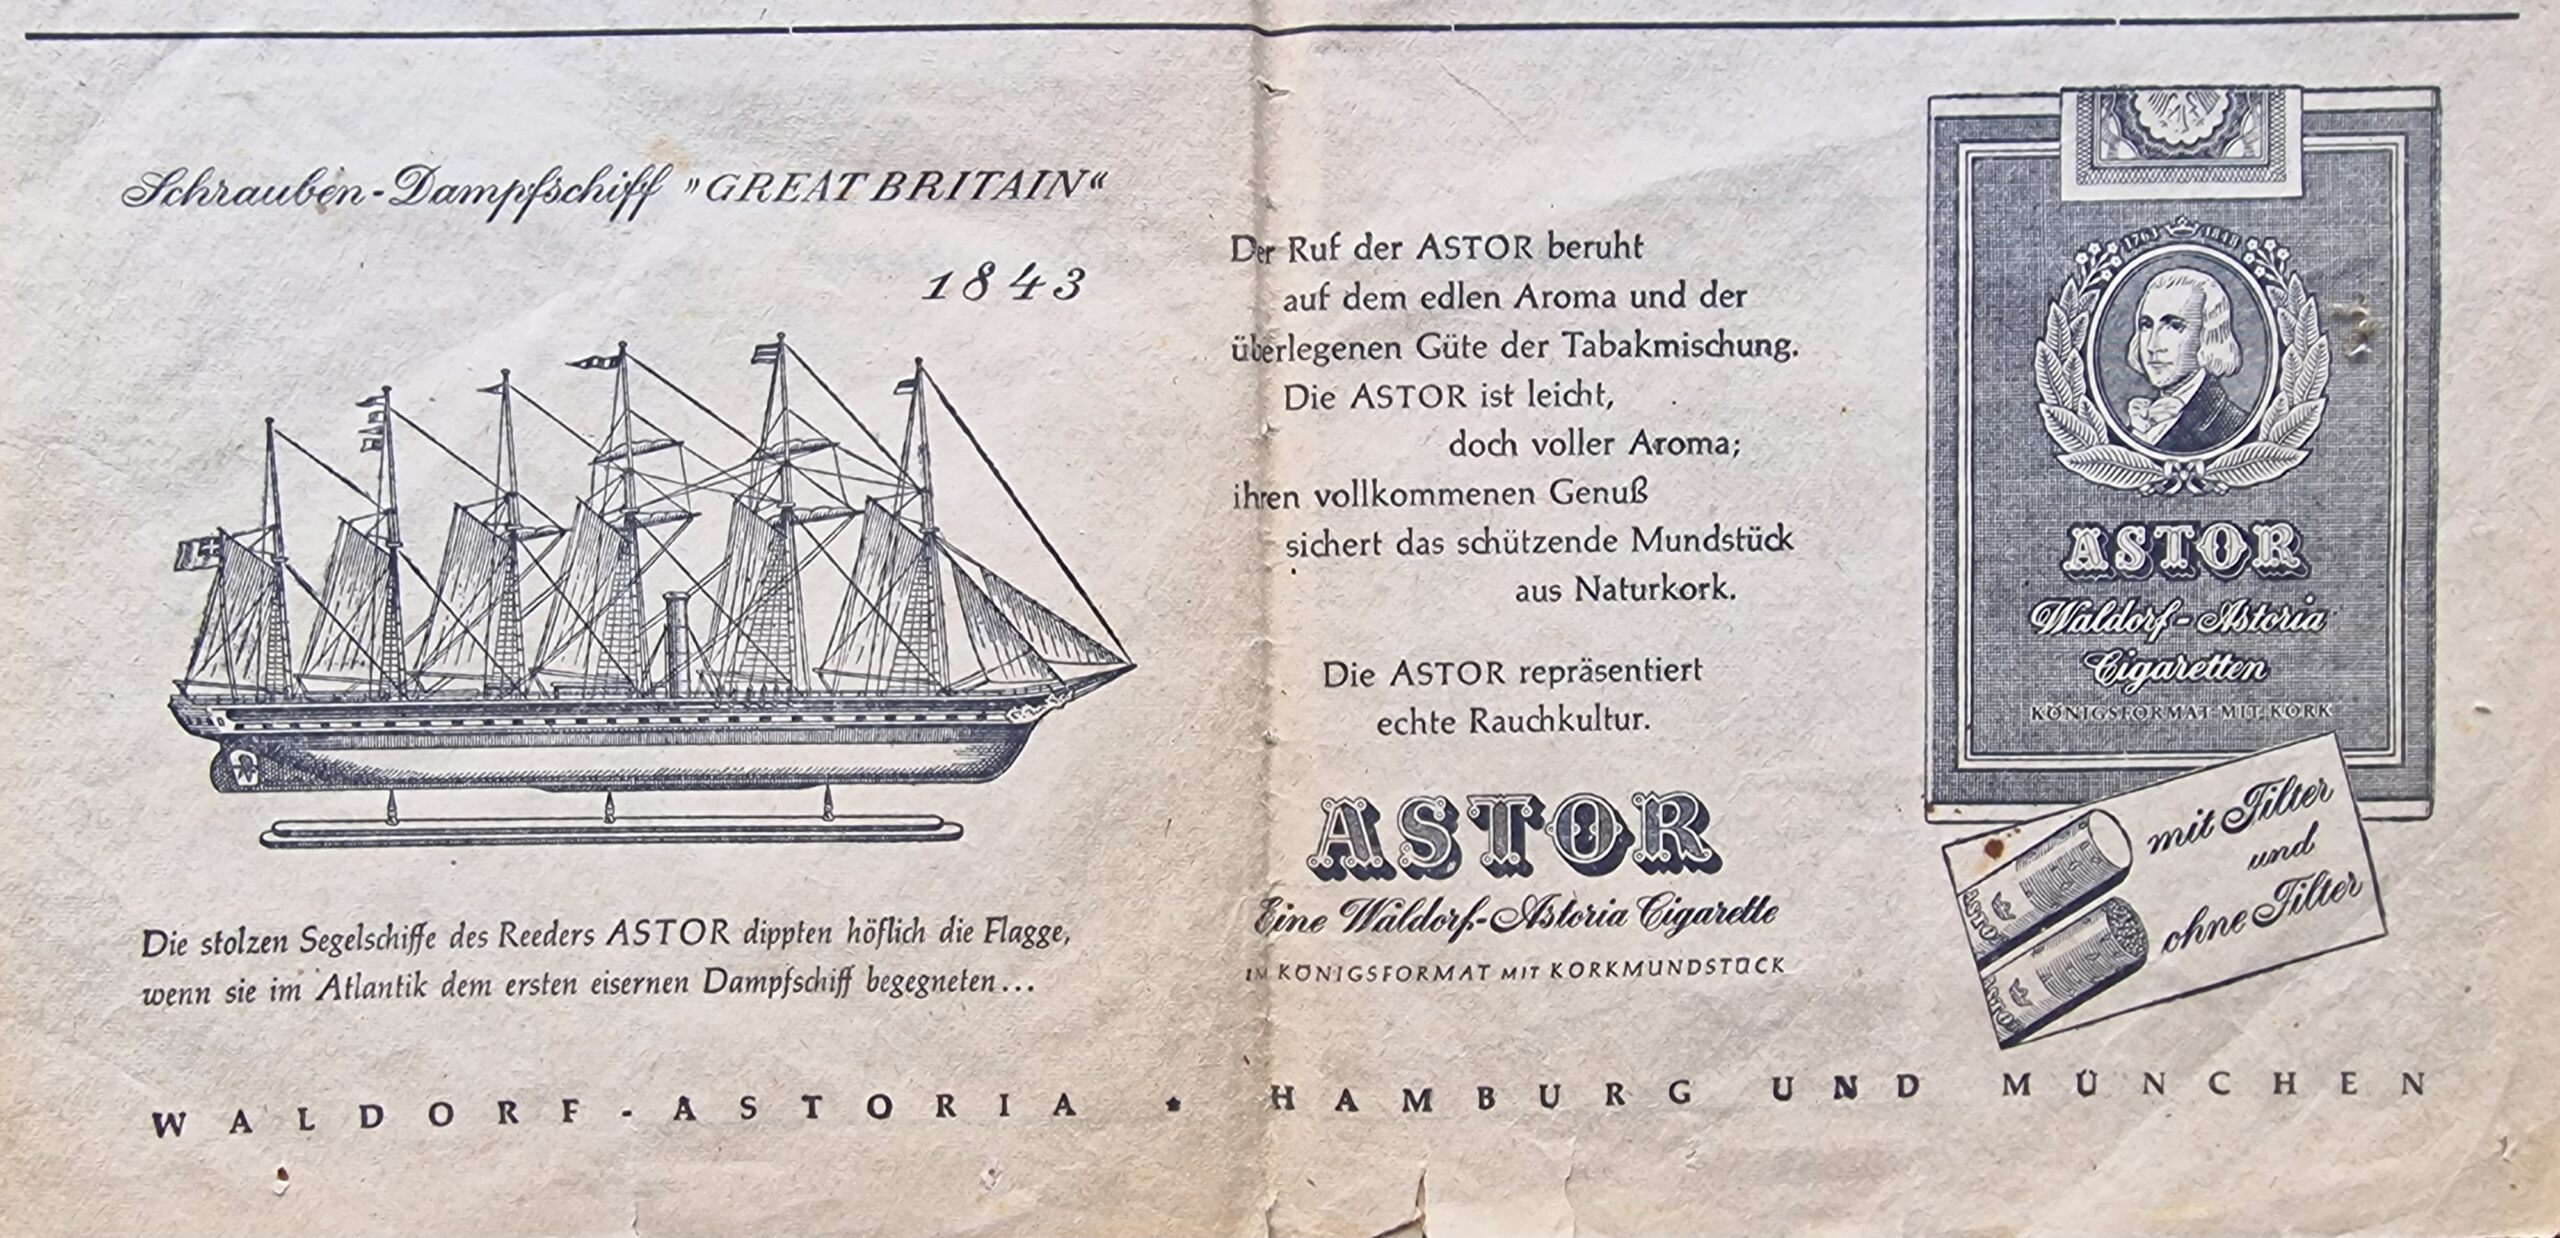 Schrauben-Dampfschiff »GREAT BRITAIN«
1843
Die stolzen Segelschiffe des Reeders ASTOR dippten höflich die Flagge,
wenn sie im Atlantik dem ersten eisernen Dampfschiff begegneten...
Der Ruf der ASTOR beruht
auf dem edlen Aroma und der
überlegenen Güte der Tabakmischung.
Die ASTOR ist leicht,
doch voller Aroma;
ihren vollkommenen Genuß
sichert das schützende Mundstück
aus Naturkork.
Die ASTOR repräsentiert
echte Rauchkultur.
ASTOR
Eine Waldorf-Astoria Cigarette
IM KÖNIGSFORMAT MIT KORKMUNDSTÜCK
1763 1848
ASTOR
Waldorf-Astoria
Cigaretten
KÖNIGSFORMAT MIT KORK
mit Filter
und
ohne Filter
ASTOR
ASTOR
WALDORF-ASTORIA * HAMBURG UND MÜNCHEN